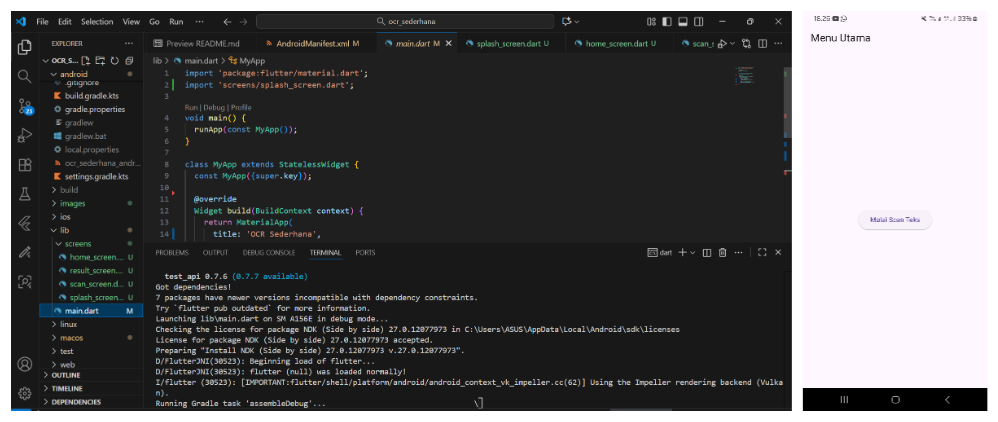 File Edit Selection View Go Run ··· ocr_sederhana
EXPLORER ···
Preview README.md AndroidManifest.xml M main.dart M splash_screen.dart U home_screen.dart U scan_s
OCR_S...
lib > main.dart > MyApp
android
.gitignore
build.gradle.kts
gradle.properties
gradlew
gradlew.bat
local.properties
ocr_sederhana_andr...
settings.gradle.kts
build
images
ios
lib
screens
home_screen... U
result_screen... U
scan_screen.d... U
splash_screen... U
main.dart M
linux
macos
test
web
OUTLINE
TIMELINE
DEPENDENCIES
21
1 import 'package:flutter/material.dart';
2 import 'screens/splash_screen.dart';
3
Run | Debug | Profile
4 void main() {
5 runApp(const MyApp());
6 }
7
8 class MyApp extends StatelessWidget {
9 const MyApp({super.key});
10
11 @override
12 Widget build(BuildContext context) {
13 return MaterialApp(
14 title: 'OCR Sederhana',
PROBLEMS OUTPUT DEBUG CONSOLE TERMINAL PORTS dart
test_api 0.7.6 (0.7.7 available)
Got dependencies!
7 packages have newer versions incompatible with dependency constraints.
Try `flutter pub outdated` for more information.
Launching lib\main.dart on SM A156E in debug mode...
Checking the license for package NDK (Side by side) 27.0.12077973 in C:\Users\ASUS\AppData\Local\Android\sdk\licenses
License for package NDK (Side by side) 27.0.12077973 accepted.
Preparing "Install NDK (Side by side) 27.0.12077973 v.27.0.12077973".
D/FlutterJNI(30523): Beginning load of flutter...
D/FlutterJNI(30523): flutter (null) was loaded normally!
I/flutter (30523): [IMPORTANT:flutter/shell/platform/android/android_context_vk_impeller.cc(62)] Using the Impeller rendering backend (Vulka
n).
Running Gradle task 'assembleDebug'...
18.26 93%
Menu Utama
Mulai Scan Teks